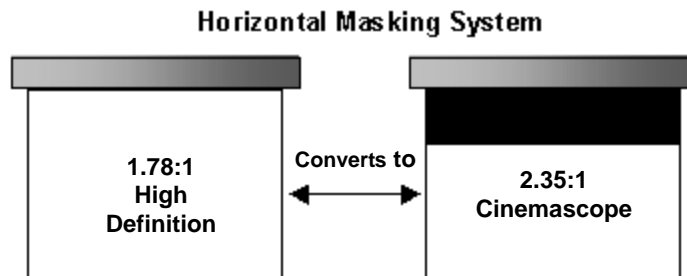 Horizontal Masking System
1.78:1
High
Definition
Converts to
2.35:1
Cinemascope